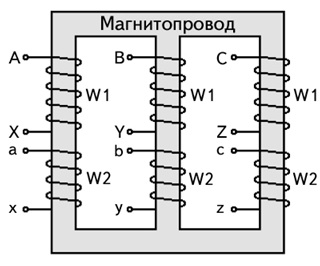 Магнитопровод
A B C
W1 W1 W1
X Y Z
a b c
W2 W2 W2
x y z